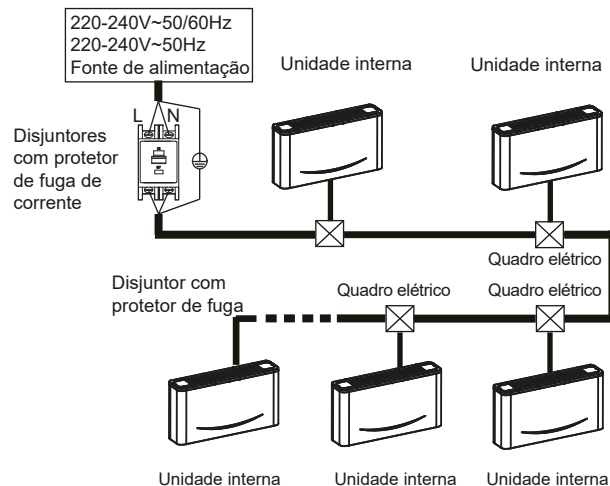 220-240V~50/60Hz
220-240V~50Hz
Fonte de alimentação
Unidade interna
Unidade interna
L N
Disjuntores
com protetor
de fuga de
corrente
Quadro elétrico
Disjuntor com
protetor de fuga
Quadro elétrico
Quadro elétrico
Unidade interna
Unidade interna
Unidade interna